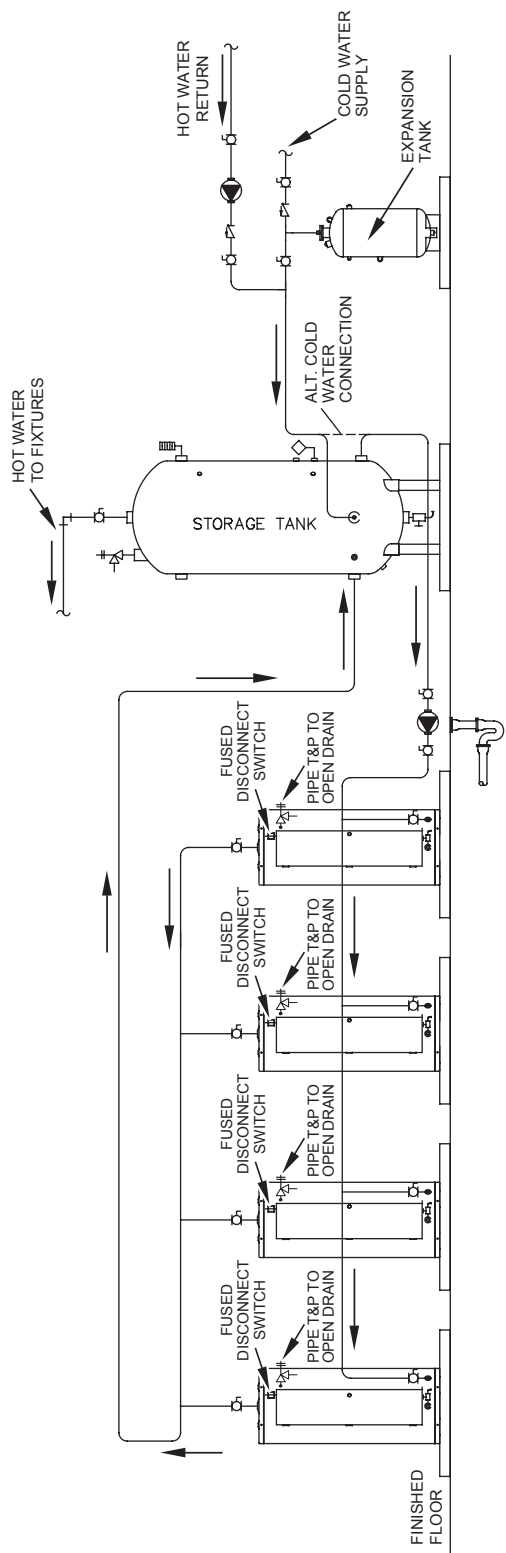 HOT WATER
TO FIXTURES
HOT WATER
RETURN
COLD WATER
SUPPLY
EXPANSION
TANK
ALT. COLD
WATER
CONNECTION
STORAGE TANK
FUSED
DISCONNECT
SWITCH
PIPE T&P TO
OPEN DRAIN
FUSED
DISCONNECT
SWITCH
PIPE T&P TO
OPEN DRAIN
FUSED
DISCONNECT
SWITCH
PIPE T&P TO
OPEN DRAIN
FUSED
DISCONNECT
SWITCH
PIPE T&P TO
OPEN DRAIN
FINISHED
FLOOR